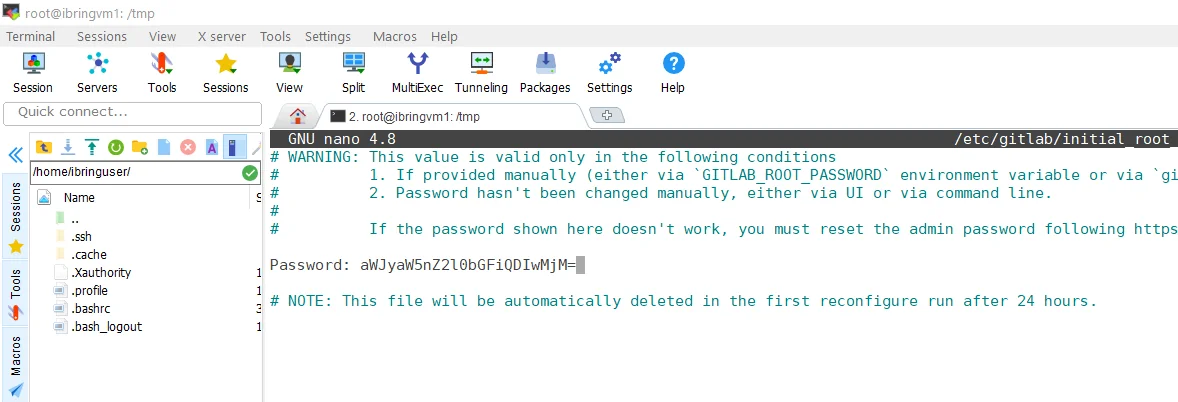 root@ibringvm1: /tmp
Terminal Sessions View X server Tools Settings Macros Help
Session Servers Tools Sessions View Split MultiExec Tunneling Packages Settings Help
Quick connect...
2. root@ibringvm1: /tmp
/home/ibringuser/
Name S
..
.ssh
.cache
.Xauthority 1
.profile 1
.bashrc 3
.bash_logout 1
Sessions
Tools
Macros
GNU nano 4.8 /etc/gitlab/initial_root_
# WARNING: This value is valid only in the following conditions
# 1. If provided manually (either via `GITLAB_ROOT_PASSWORD` environment variable or via `gi
# 2. Password hasn't been changed manually, either via UI or via command line.
#
# If the password shown here doesn't work, you must reset the admin password following https
Password: aWJyaW5nZ2l0bGFiQDIwMjM=
# NOTE: This file will be automatically deleted in the first reconfigure run after 24 hours.